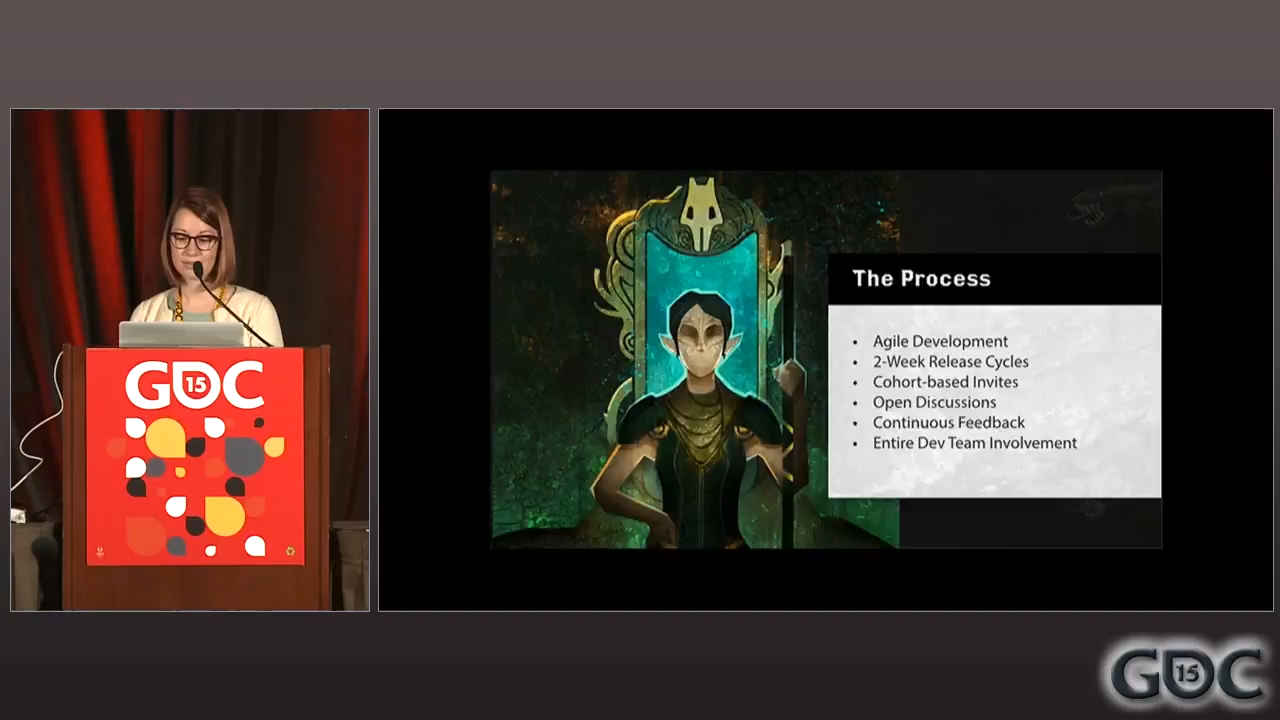 GDC
15
The Process
• Agile Development
• 2-Week Release Cycles
• Cohort-based Invites
• Open Discussions
• Continuous Feedback
• Entire Dev Team Involvement
GDC
15